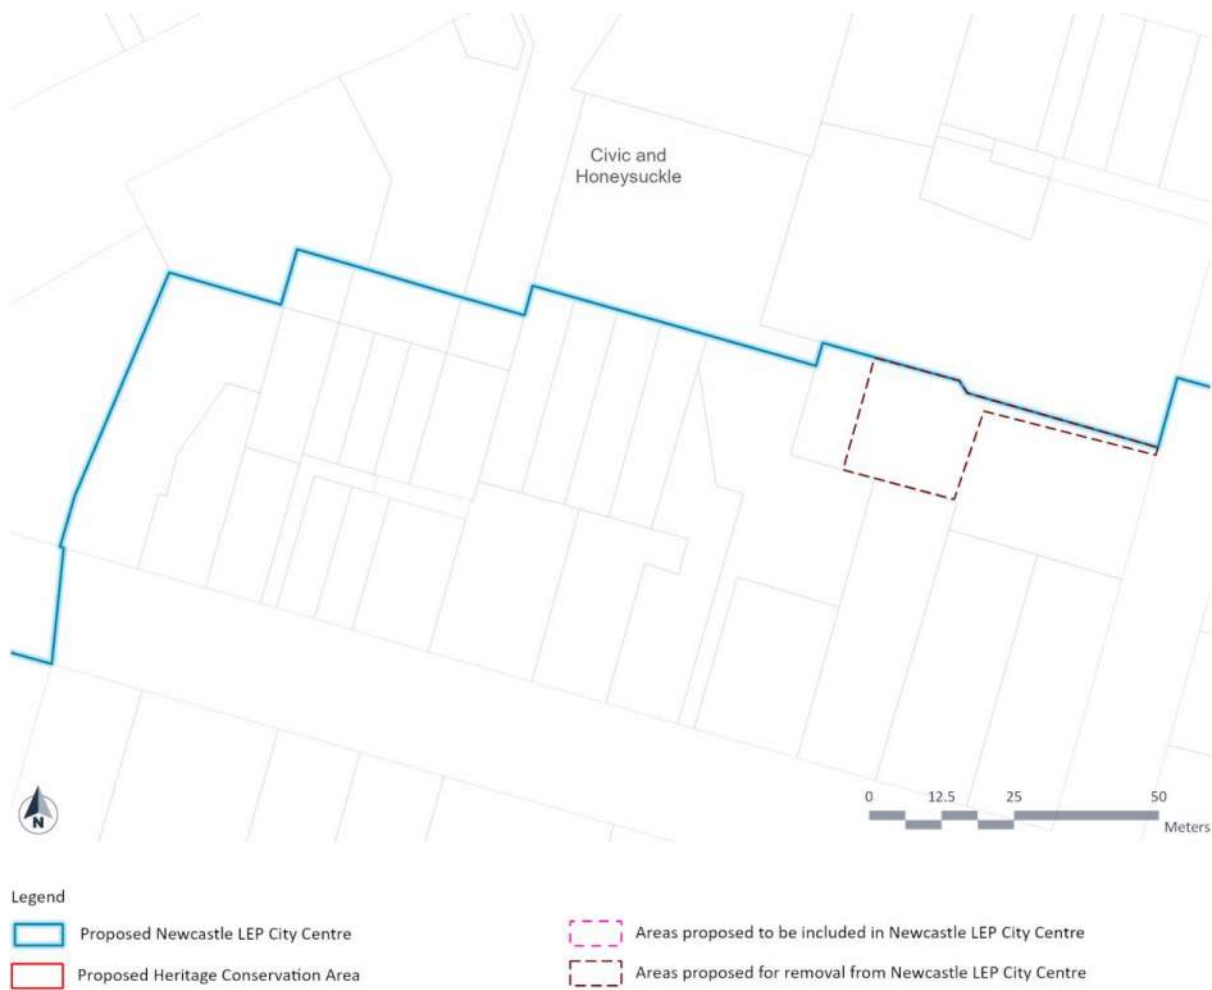 Civic and
Honeysuckle
N
0 12.5 25 50
Meters
Legend
Proposed Newcastle LEP City Centre
Proposed Heritage Conservation Area
Areas proposed to be included in Newcastle LEP City Centre
Areas proposed for removal from Newcastle LEP City Centre